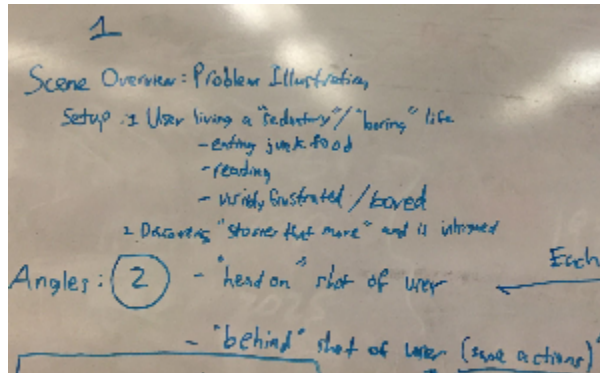 1
Scene Overview: Problem Illustration
Setup: 1 User living a "sedentary"/"boring" life
- eating junk food
- reading
- visibly frustrated / bored
2 Discovers "stories that move" and is intrigued
Angles: 2 - "head on" shot of user
Each
- "behind" shot of user (same actions)